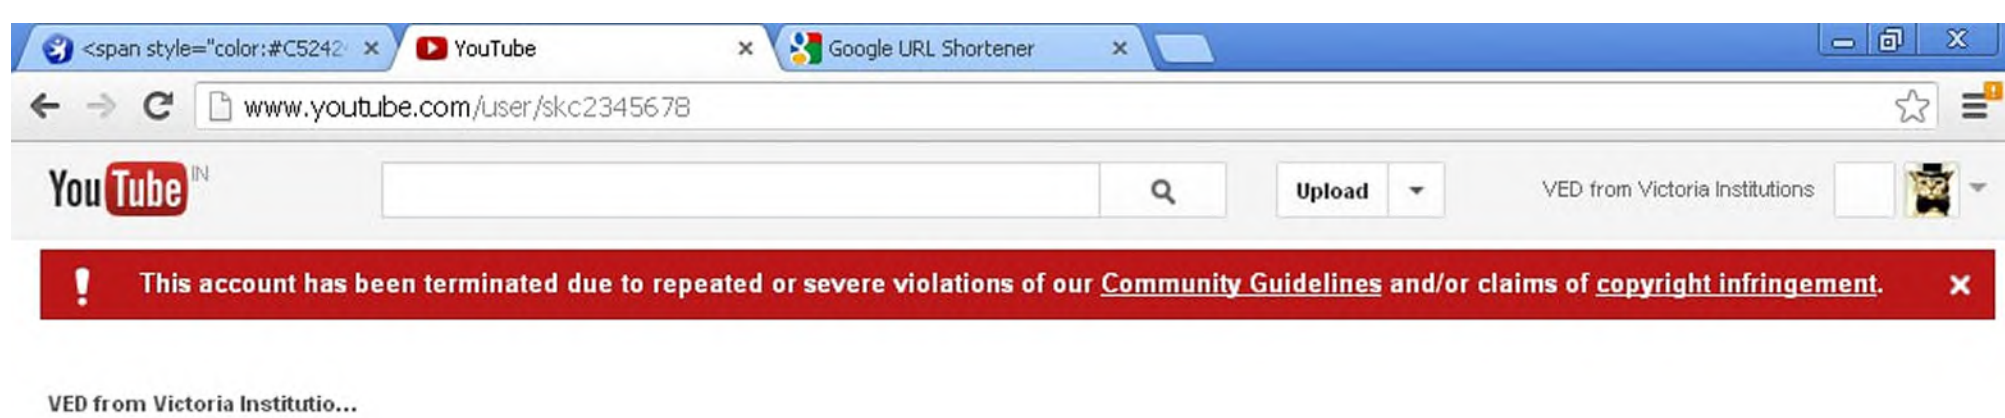 <span style="color:#C5242 YouTube Google URL Shortener
www.youtube.com/user/skc2345678
YouTube IN Upload VED from Victoria Institutions
This account has been terminated due to repeated or severe violations of our Community Guidelines and/or claims of copyright infringement.
VED from Victoria Institutio...